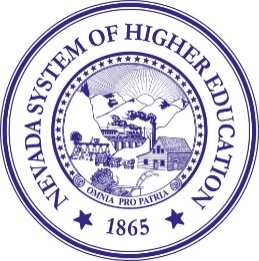 NEVADA SYSTEM OF HIGHER EDUCATION
OMNIA PRO PATRIA
1865